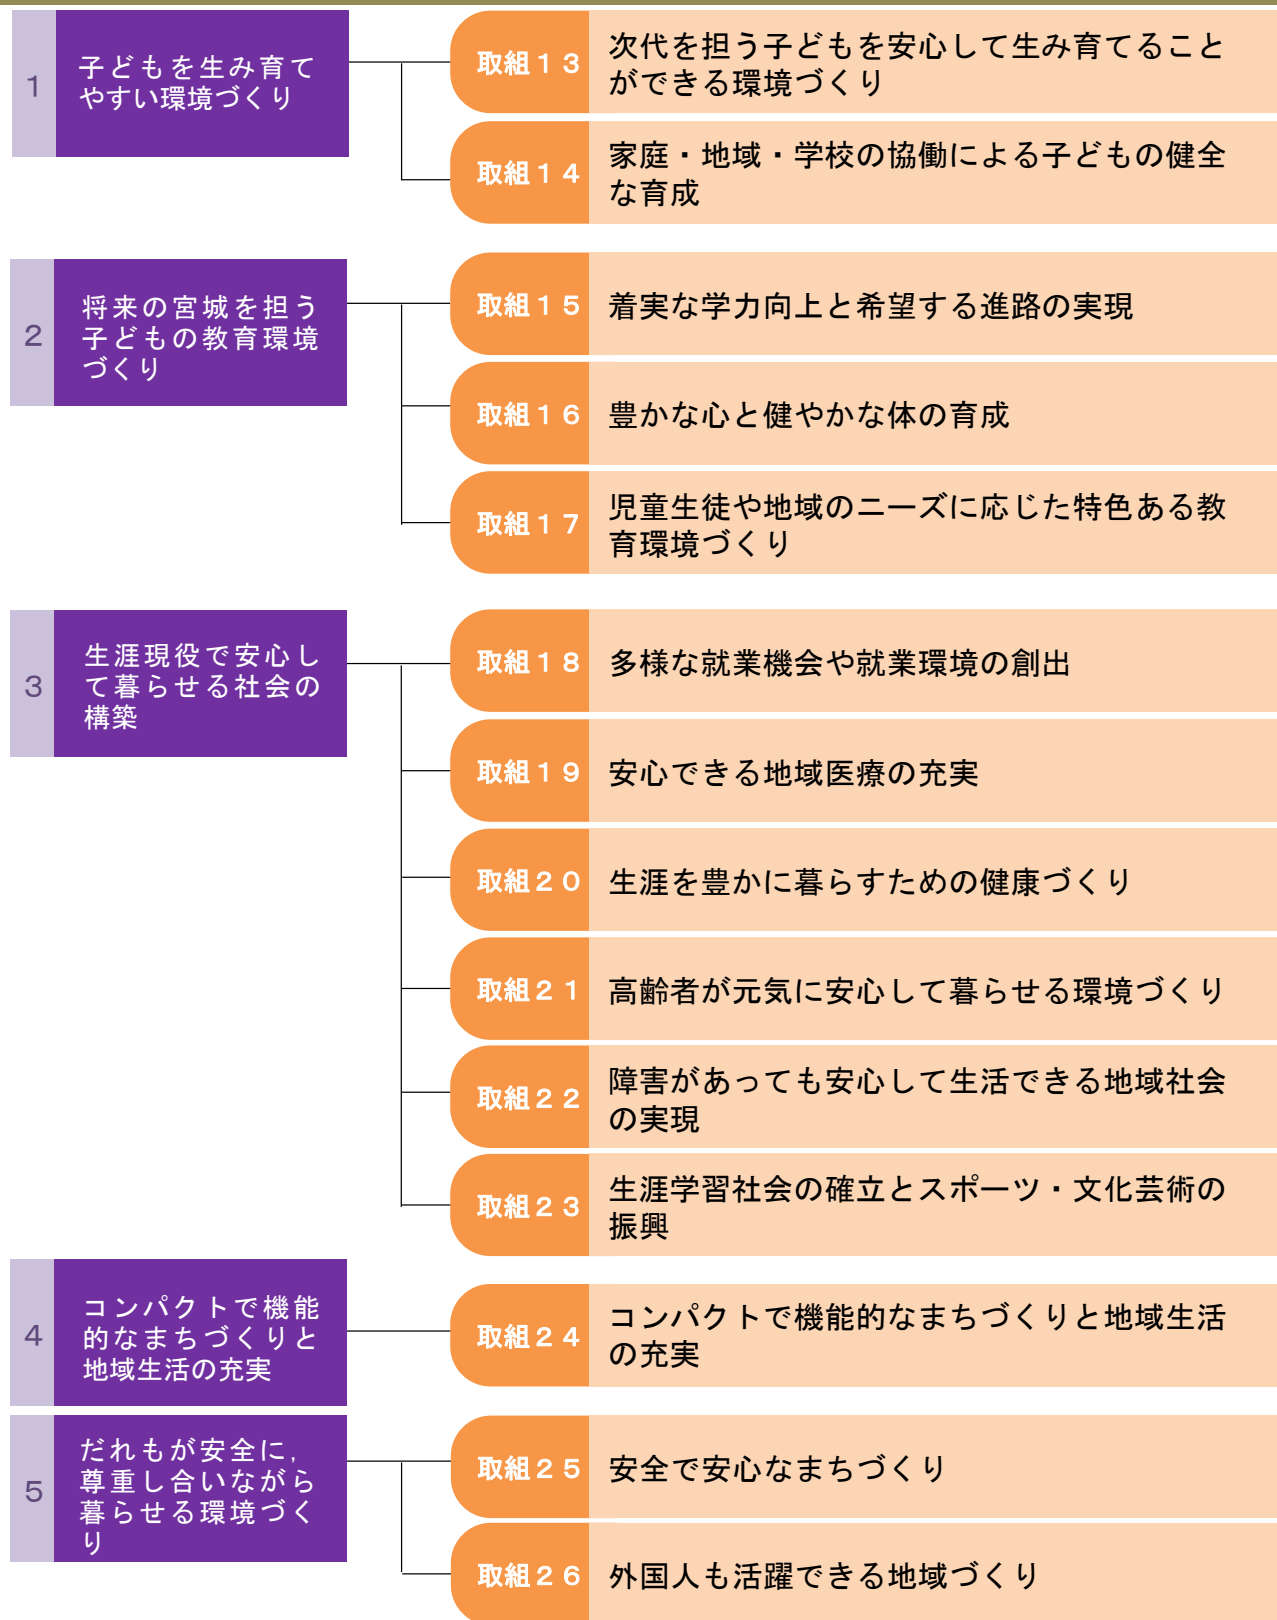 1
子どもを生み育て
やすい環境づくり
取組１３
次代を担う子どもを安心して生み育てること
ができる環境づくり
取組１４
家庭・地域・学校の協働による子どもの健全
な育成
2
将来の宮城を担う
子どもの教育環境
づくり
取組１５
着実な学力向上と希望する進路の実現
取組１６
豊かな心と健やかな体の育成
取組１７
児童生徒や地域のニーズに応じた特色ある教
育環境づくり
3
生涯現役で安心し
て暮らせる社会の
構築
取組１８
多様な就業機会や就業環境の創出
取組１９
安心できる地域医療の充実
取組２０
生涯を豊かに暮らすための健康づくり
取組２１
高齢者が元気に安心して暮らせる環境づくり
取組２２
障害があっても安心して生活できる地域社会
の実現
取組２３
生涯学習社会の確立とスポーツ・文化芸術の
振興
4
コンパクトで機能
的なまちづくりと
地域生活の充実
取組２４
コンパクトで機能的なまちづくりと地域生活
の充実
5
だれもが安全に,
尊重し合いながら
暮らせる環境づく
り
取組２５
安全で安心なまちづくり
取組２６
外国人も活躍できる地域づくり